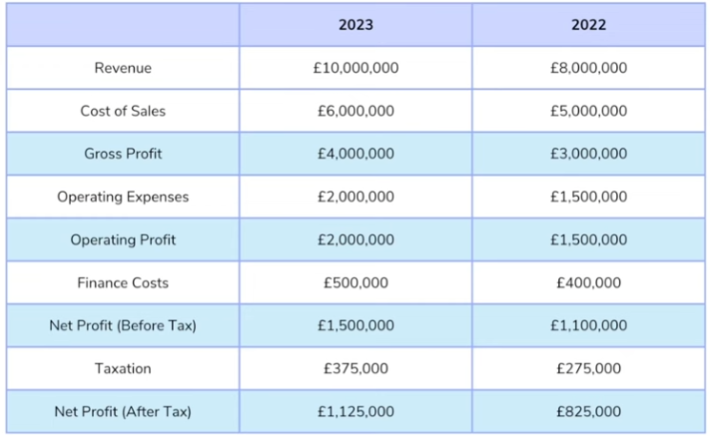 2023 2022
Revenue £10,000,000 £8,000,000
Cost of Sales £6,000,000 £5,000,000
Gross Profit £4,000,000 £3,000,000
Operating Expenses £2,000,000 £1,500,000
Operating Profit £2,000,000 £1,500,000
Finance Costs £500,000 £400,000
Net Profit (Before Tax) £1,500,000 £1,100,000
Taxation £375,000 £275,000
Net Profit (After Tax) £1,125,000 £825,000